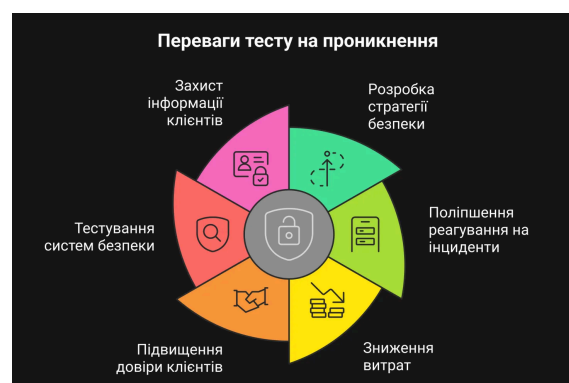 Переваги тесту на проникнення
Захист
інформації
клієнтів
Розробка
стратегії
безпеки
Тестування
систем безпеки
Поліпшення
реагування на
інциденти
Підвищення
довіри клієнтів
Зниження
витрат